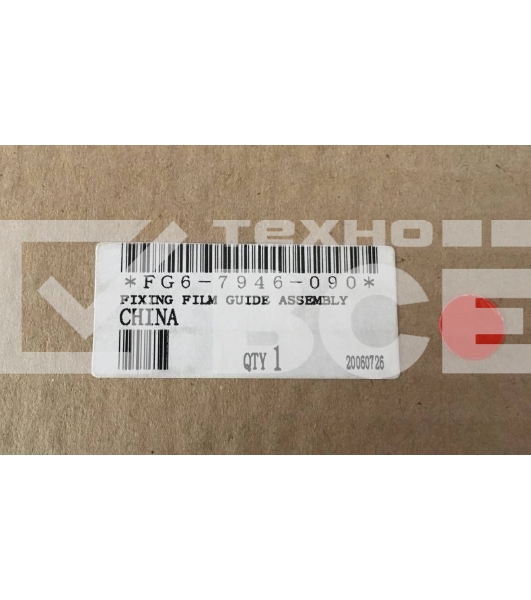 ТЕХНО
ВСЕ
*FG6-7946-090*
FIXING FILM GUIDE ASSEMBLY
CHINA
QTY 1
20060726